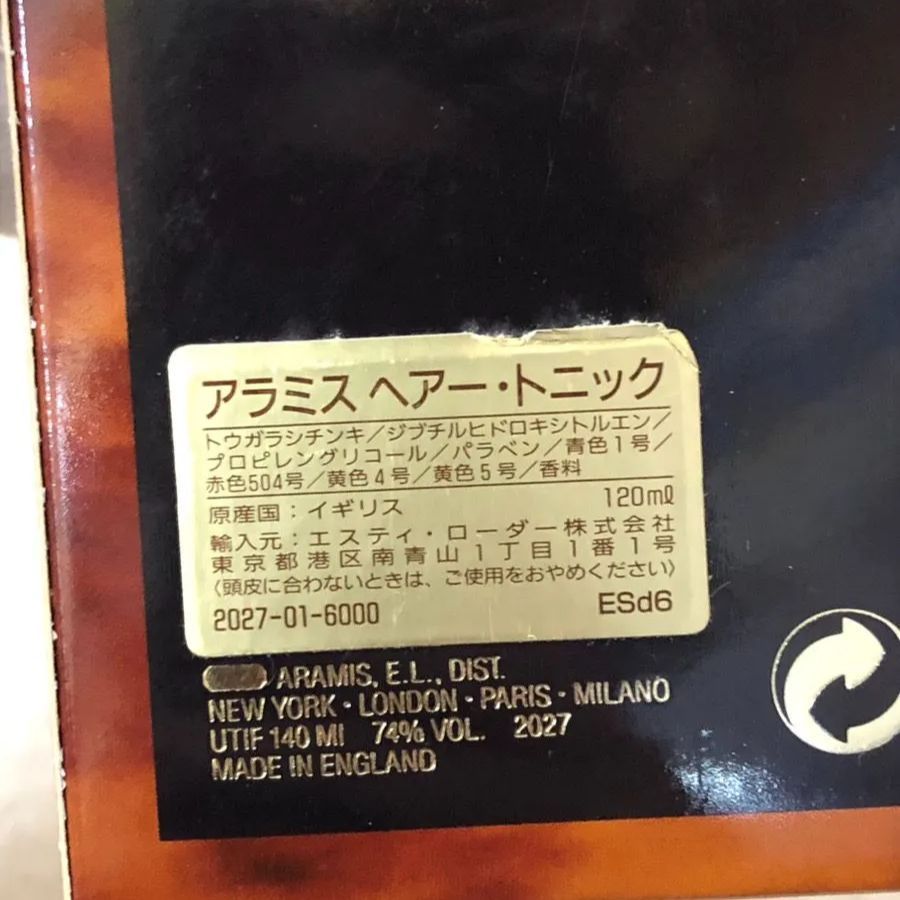 アラミス ヘアー・トニック
トウガラシチンキ/ジブチルヒドロキシトルエン/
プロピレングリコール/パラベン/青色1号/
赤色504号/黄色4号/黄色5号/香料
120ml
原産国:イギリス
輸入元:エスティ・ローダー株式会社
東京都港区南青山1丁目1番1号
〈頭皮に合わないときは、ご使用をおやめください〉
2027-01-6000 ESd6
ARAMIS, E.L., DIST.
NEW YORK · LONDON · PARIS · MILANO
UTIF 140 Ml 74% VOL. 2027
MADE IN ENGLAND